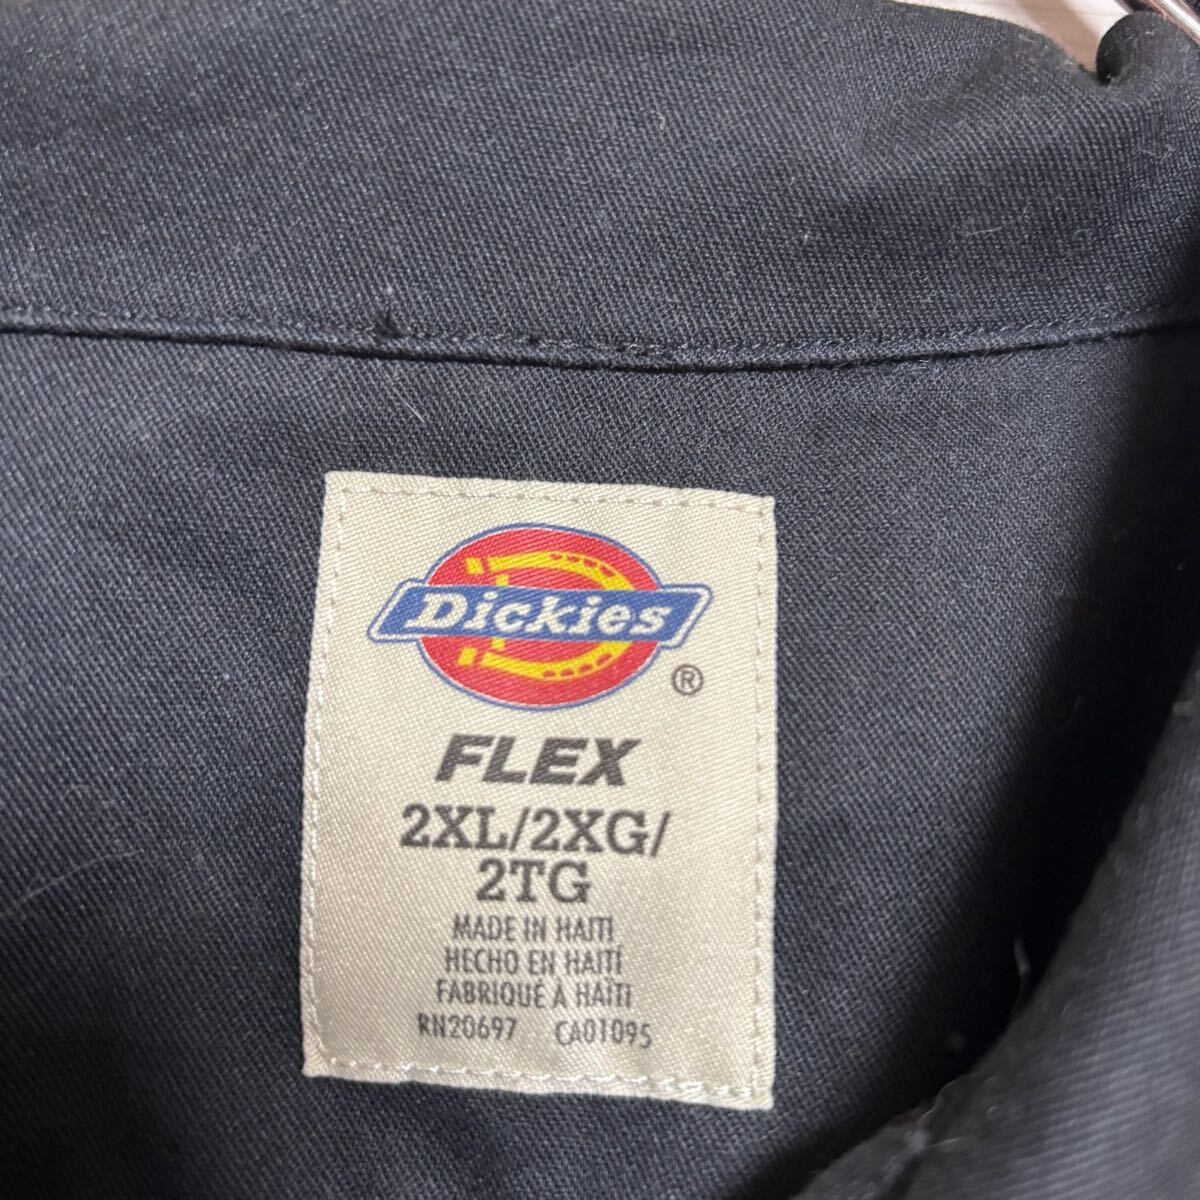 Dickies
®
FLEX
2XL/2XG/
2TG
MADE IN HAITI
HECHO EN HAITÍ
FABRIQUÉ À HAÏTI
RN20697 CA01095